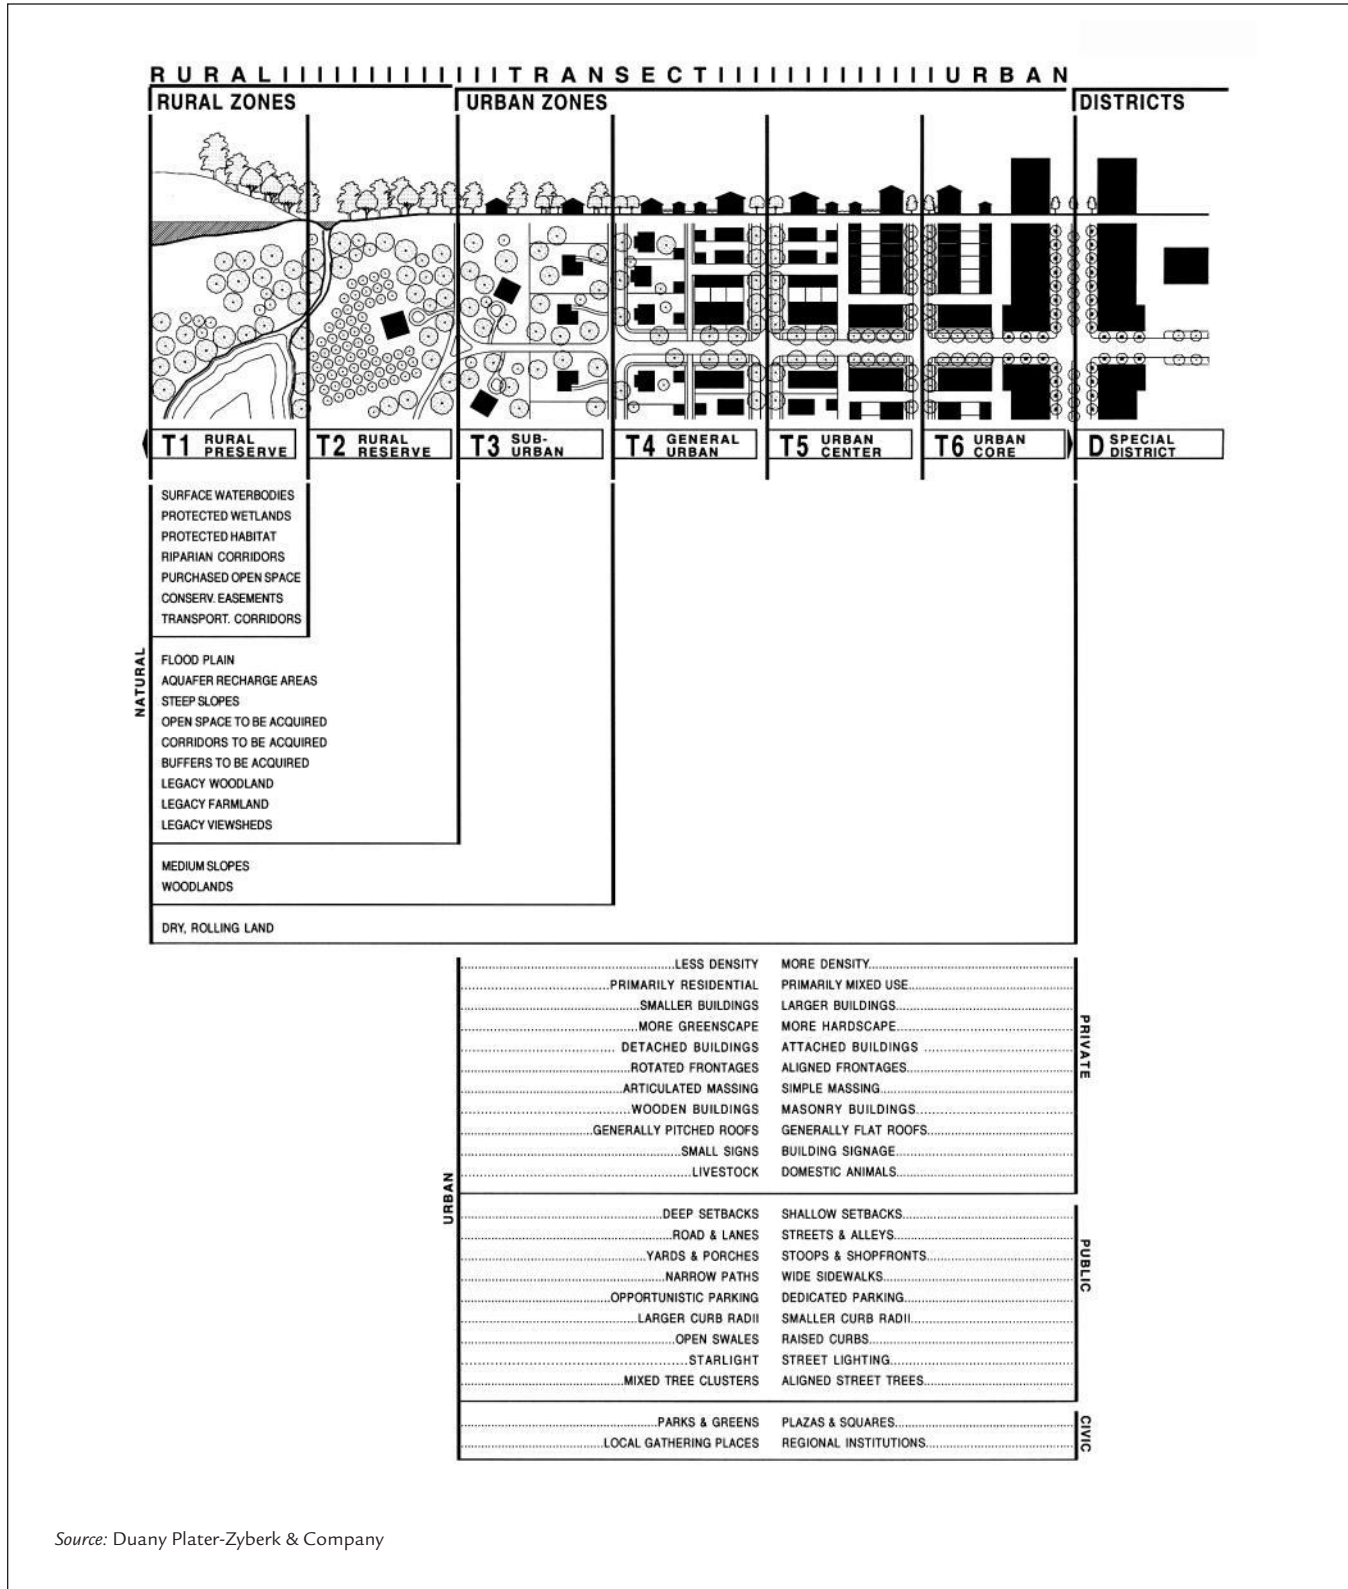 RURAL IIIIIIIIIIIII TRANSECT IIIIIIIIIIIII URBAN
RURAL ZONES
URBAN ZONES
DISTRICTS
T1 RURAL PRESERVE
T2 RURAL RESERVE
T3 SUB-URBAN
T4 GENERAL URBAN
T5 URBAN CENTER
T6 URBAN CORE
D SPECIAL DISTRICT
NATURAL
SURFACE WATERBODIES
PROTECTED WETLANDS
PROTECTED HABITAT
RIPARIAN CORRIDORS
PURCHASED OPEN SPACE
CONSERV. EASEMENTS
TRANSPORT. CORRIDORS
FLOOD PLAIN
AQUAFER RECHARGE AREAS
STEEP SLOPES
OPEN SPACE TO BE ACQUIRED
CORRIDORS TO BE ACQUIRED
BUFFERS TO BE ACQUIRED
LEGACY WOODLAND
LEGACY FARMLAND
LEGACY VIEWSHEDS
MEDIUM SLOPES
WOODLANDS
DRY, ROLLING LAND
URBAN
PRIVATE
LESS DENSITY MORE DENSITY
PRIMARILY RESIDENTIAL PRIMARILY MIXED USE
SMALLER BUILDINGS LARGER BUILDINGS
MORE GREENSCAPE MORE HARDSCAPE
DETACHED BUILDINGS ATTACHED BUILDINGS
ROTATED FRONTAGES ALIGNED FRONTAGES
ARTICULATED MASSING SIMPLE MASSING
WOODEN BUILDINGS MASONRY BUILDINGS
GENERALLY PITCHED ROOFS GENERALLY FLAT ROOFS
SMALL SIGNS BUILDING SIGNAGE
LIVESTOCK DOMESTIC ANIMALS
PUBLIC
DEEP SETBACKS SHALLOW SETBACKS
ROAD & LANES STREETS & ALLEYS
YARDS & PORCHES STOOPS & SHOPFRONTS
NARROW PATHS WIDE SIDEWALKS
OPPORTUNISTIC PARKING DEDICATED PARKING
LARGER CURB RADII SMALLER CURB RADII
OPEN SWALES RAISED CURBS
STARLIGHT STREET LIGHTING
MIXED TREE CLUSTERS ALIGNED STREET TREES
CIVIC
PARKS & GREENS PLAZAS & SQUARES
LOCAL GATHERING PLACES REGIONAL INSTITUTIONS
Source: Duany Plater-Zyberk & Company